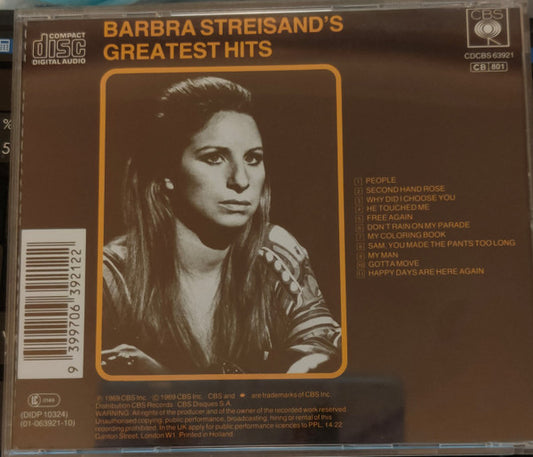 COMPACT
disc
DIGITAL AUDIO
BARBRA STREISAND'S
GREATEST HITS
CBS
CDCBS 63921
CB 801
1 PEOPLE
2 SECOND HAND ROSE
3 WHY DID I CHOOSE YOU
4 HE TOUCHED ME
5 FREE AGAIN
6 DON'T RAIN ON MY PARADE
7 MY COLORING BOOK
8 SAM, YOU MADE THE PANTS TOO LONG
9 MY MAN
10 GOTTA MOVE
11 HAPPY DAYS ARE HERE AGAIN
9 399706 392122
%
5
(DIDP 10324)
(01-063921-10)
℗ 1969 CBS Inc. © 1969 CBS Inc. CBS and are trademarks of CBS Inc.
Distribution CBS Records CBS Disques S.A.
WARNING: All rights of the producer and of the owner of the recorded work reserved.
Unauthorised copying, public performance, broadcasting, hiring or rental of this
recording prohibited. In the UK apply for public performance licences to PPL, 14-22
Ganton Street, London W1. Printed in Holland